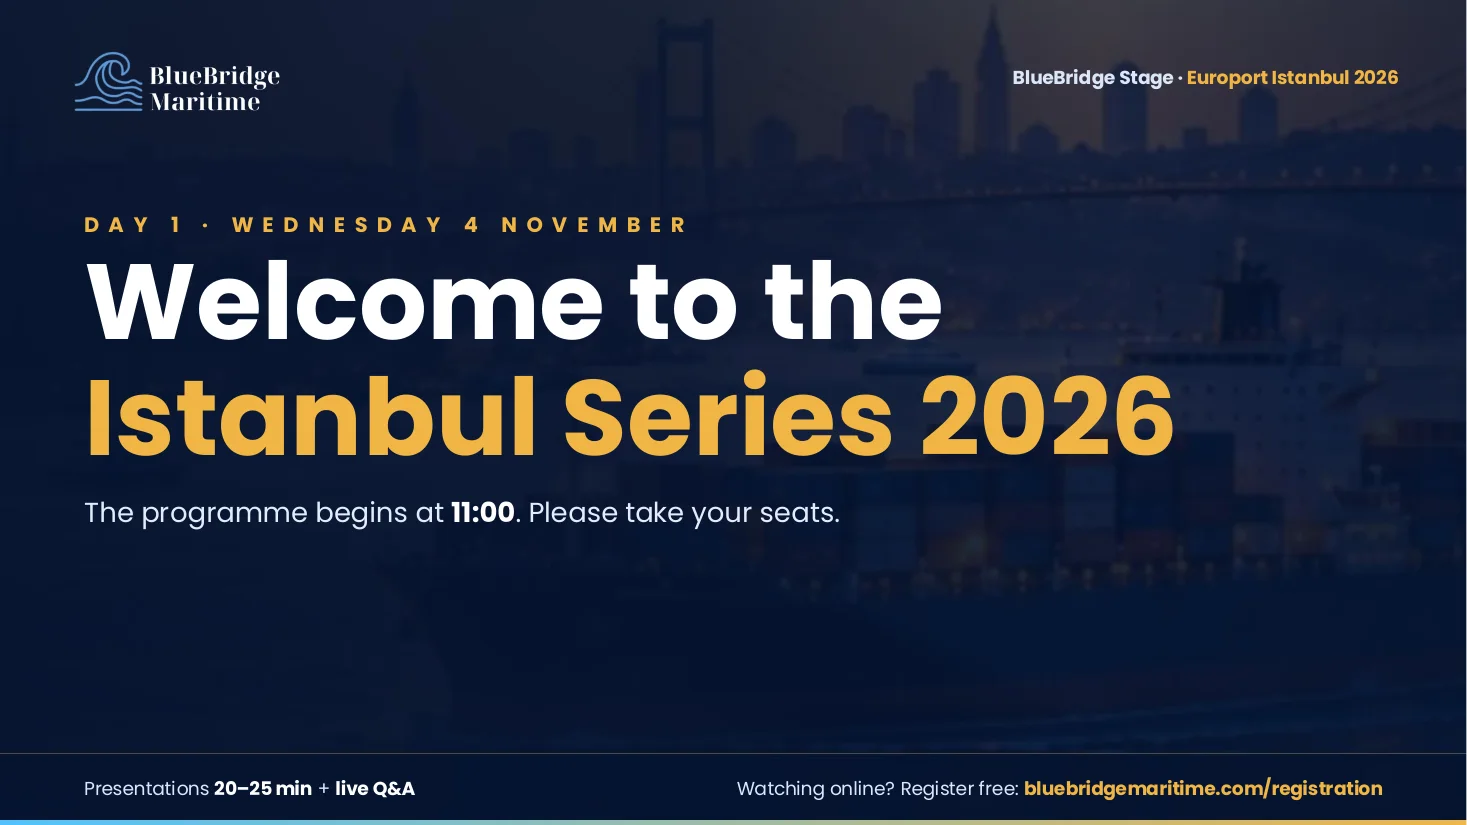 BlueBridge
Maritime
BlueBridge Stage · Europort Istanbul 2026
DAY 1 · WEDNESDAY 4 NOVEMBER
Welcome to the
Istanbul Series 2026
The programme begins at 11:00. Please take your seats.
Presentations 20–25 min + live Q&A
Watching online? Register free: bluebridgemaritime.com/registration